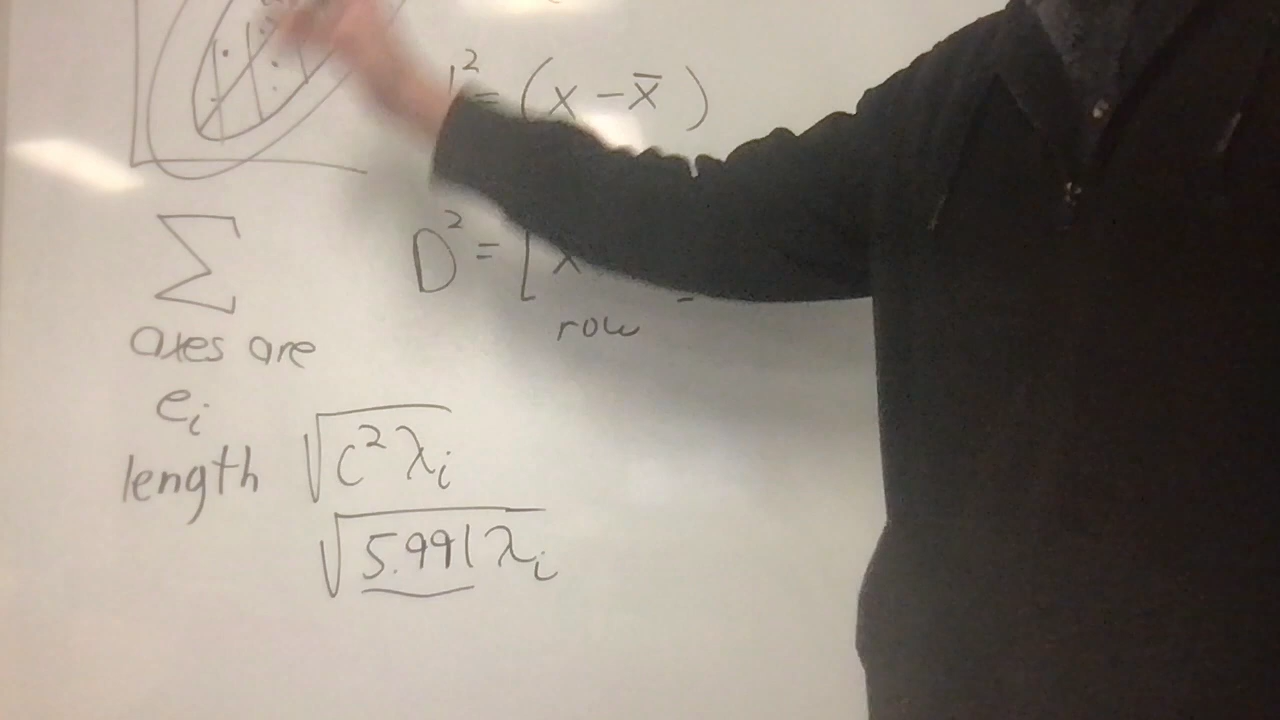 ² = (x - x̄ )
Σ
D² = [x
row
axes are
eᵢ
length √c²λᵢ
√5.991λᵢ